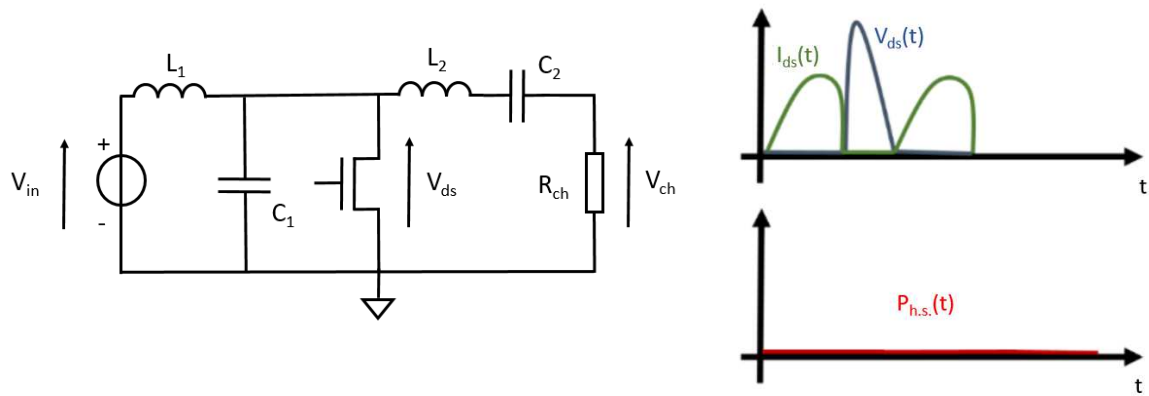 L1
L2
C2
+
Vin
-
C1
Vds
Rch
Vch
Ids(t)
Vds(t)
t
Ph.s.(t)
t